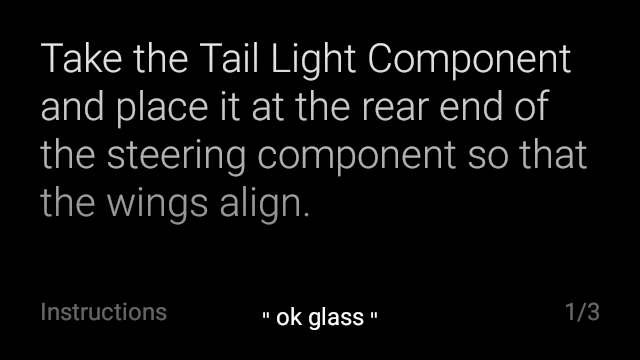 Take the Tail Light Component
and place it at the rear end of
the steering component so that
the wings align.
Instructions
" ok glass "
1/3